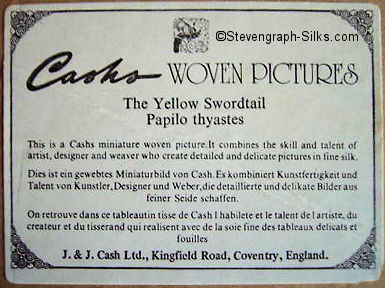 ©Stevengraph-Silks.com
Cashs WOVEN PICTURES
The Yellow Swordtail
Papilo thyastes
This is a Cashs miniature woven picture.It combines the skill and talent of
artist, designer and weaver who create detailed and delicate pictures in fine silk.
Dies ist ein gewebtes Miniaturbild von Cash.Es kombiniert Kunstfertigkeit und
Talent von Kunstler,Designer und Weber,die detaillierte und delikate Bilder aus
feiner Seide schaffen.
On retrouve dans ce tableautin tisse de Cash l habilete et le talent de l artiste, du
createur et du tisserand qui realisent avec de la soie fine des tableaux delicats et
fouilles
J. & J. Cash Ltd., Kingfield Road, Coventry, England.